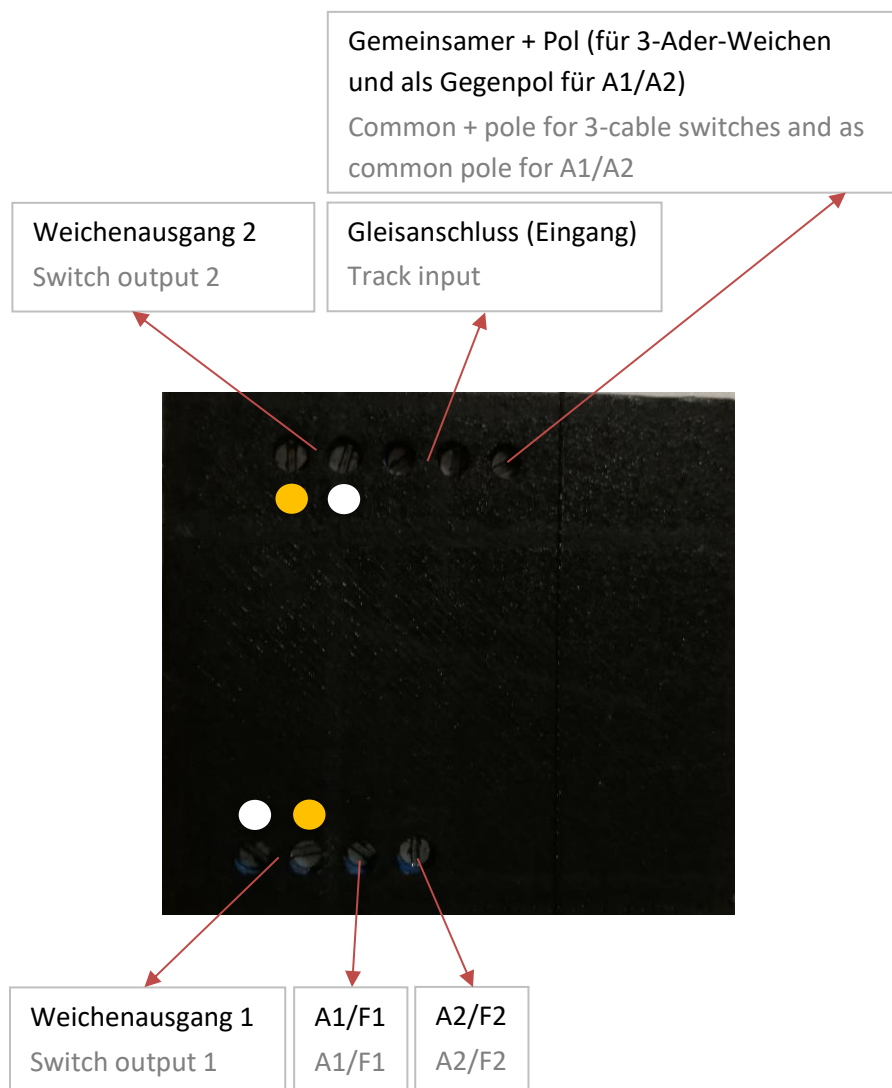 Gemeinsamer + Pol (für 3-Ader-Weichen
und als Gegenpol für A1/A2)
Common + pole for 3-cable switches and as
common pole for A1/A2
Weichenausgang 2
Switch output 2
Gleisanschluss (Eingang)
Track input
Weichenausgang 1
Switch output 1
A1/F1
A1/F1
A2/F2
A2/F2